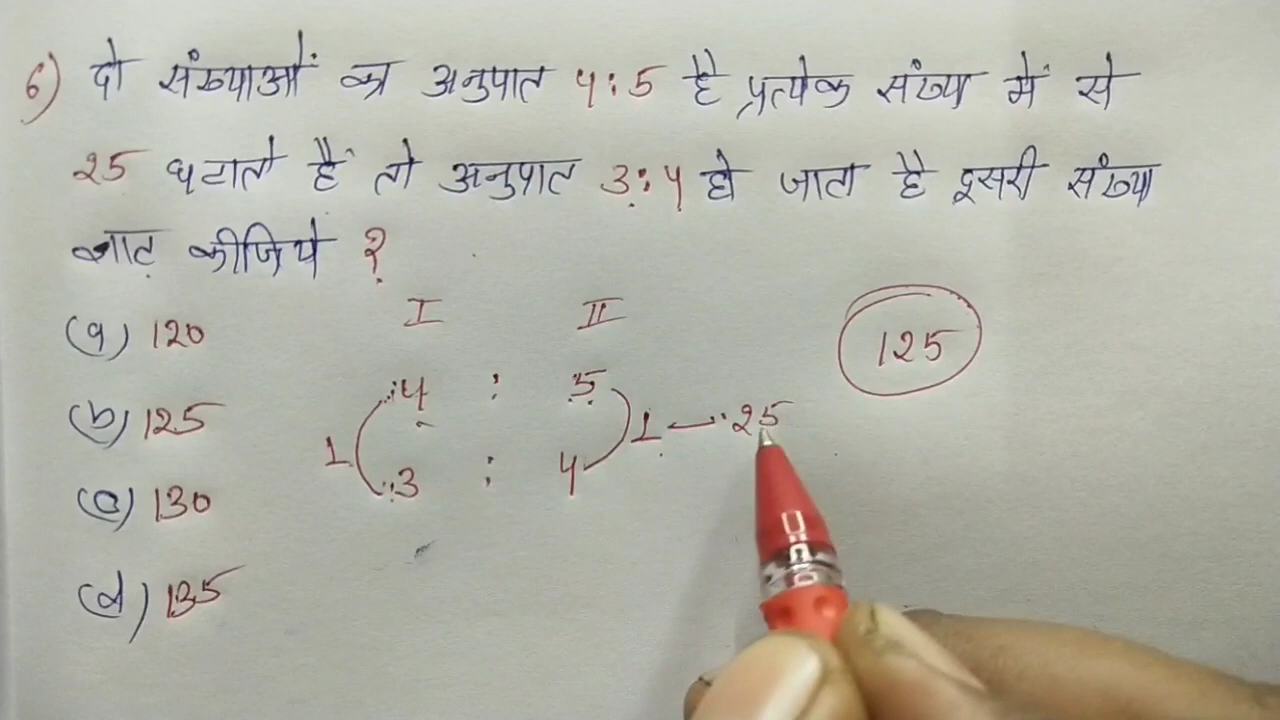 6) दो संख्याओं का अनुपात 4:5 है प्रत्येक संख्या में से
25 घटाते हैं तो अनुपात 3:4 हो जाता है दूसरी संख्या
ज्ञात कीजिये ?
I II
(a) 120
125
4 : 5
(b) 125
1 1 — 25
3 : 4
(c) 130
(d) 135